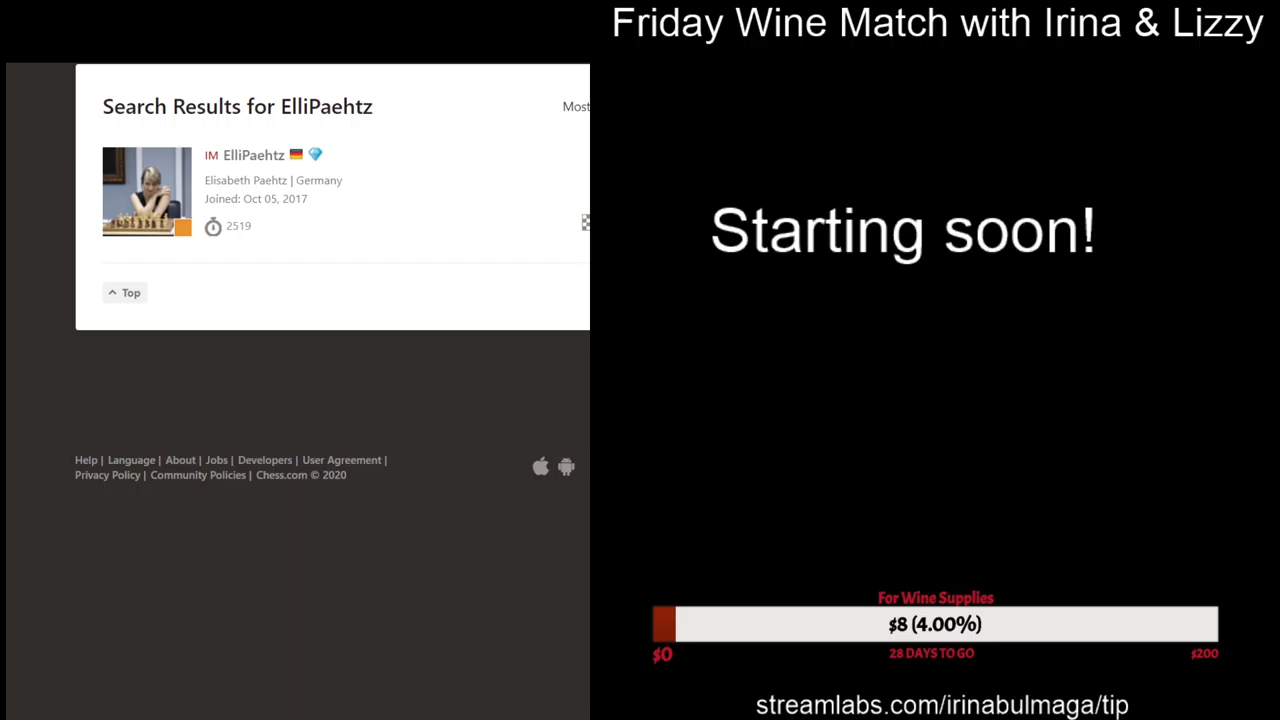 Friday Wine Match with Irina & Lizzy
Search Results for ElliPaehtz
Most
IM ElliPaehtz
Elisabeth Paehtz | Germany
Joined: Oct 05, 2017
2519
Top
Help | Language | About | Jobs | Developers | User Agreement |
Privacy Policy | Community Policies | Chess.com © 2020
Starting soon!
For Wine Supplies
$8 (4.00%)
$0 28 DAYS TO GO $200
streamlabs.com/irinabulmaga/tip